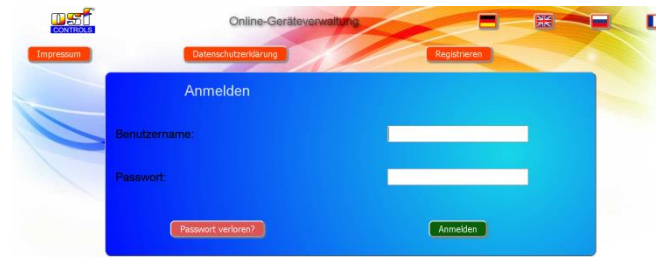 osf
CONTROLS
Online-Geräteverwaltung
Impressum
Datenschutzerklärung
Registrieren
Anmelden
Benutzername:
Passwort:
Passwort verloren?
Anmelden